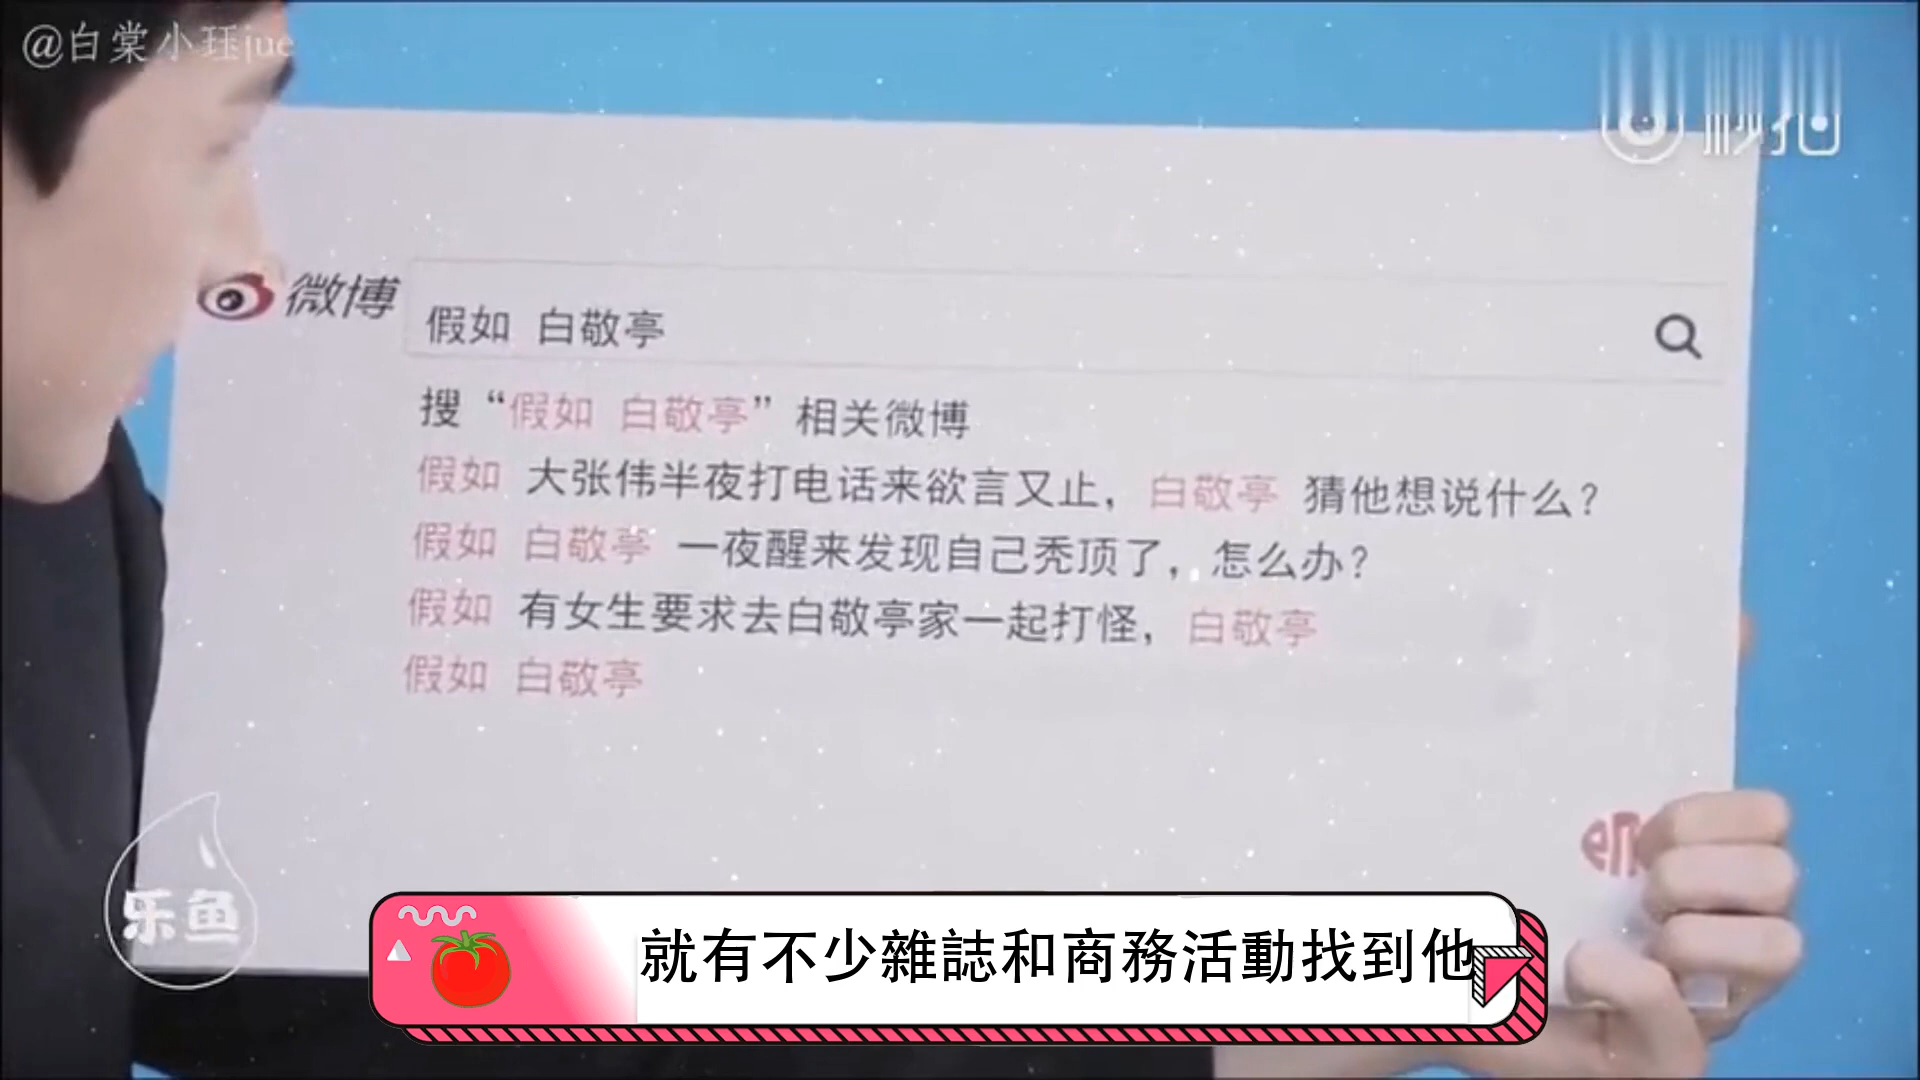 @白棠小珏jue
秒拍
微博
假如 白敬亭
搜“假如 白敬亭”相关微博
假如 大张伟半夜打电话来欲言又止，白敬亭 猜他想说什么？
假如 白敬亭 一夜醒来发现自己秃顶了，怎么办？
假如 有女生要求去白敬亭家一起打怪，白敬亭
假如 白敬亭
乐鱼
就有不少雜誌和商務活動找到他